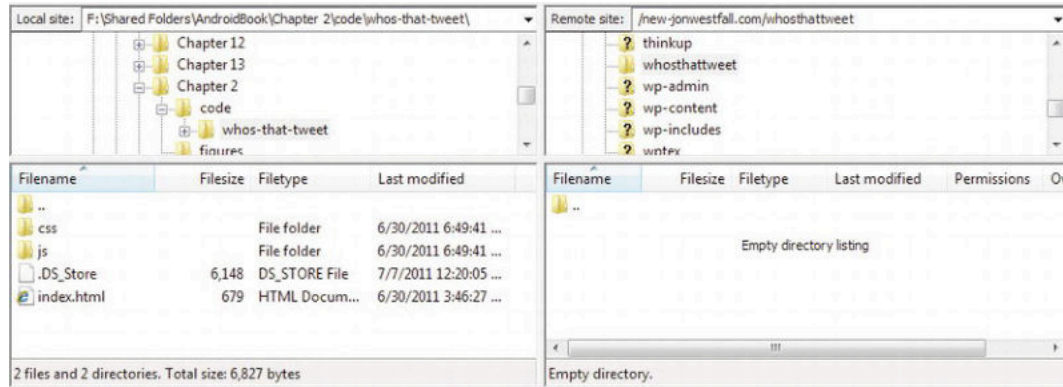 Local site: F:\Shared Folders\AndroidBook\Chapter 2\code\whos-that-tweet\
Chapter 12
Chapter 13
Chapter 2
code
whos-that-tweet
figures
Filename Filesize Filetype Last modified
..
css File folder 6/30/2011 6:49:41 ...
js File folder 6/30/2011 6:49:41 ...
.DS_Store 6,148 DS_STORE File 7/7/2011 12:20:05 ...
index.html 679 HTML Docum... 6/30/2011 3:46:27 ...
2 files and 2 directories. Total size: 6,827 bytes
Remote site: /new-jonwestfall.com/whosthattweet
? thinkup
whosthattweet
? wp-admin
? wp-content
? wp-includes
? wptex
Filename Filesize Filetype Last modified Permissions
..
Empty directory listing
Empty directory.